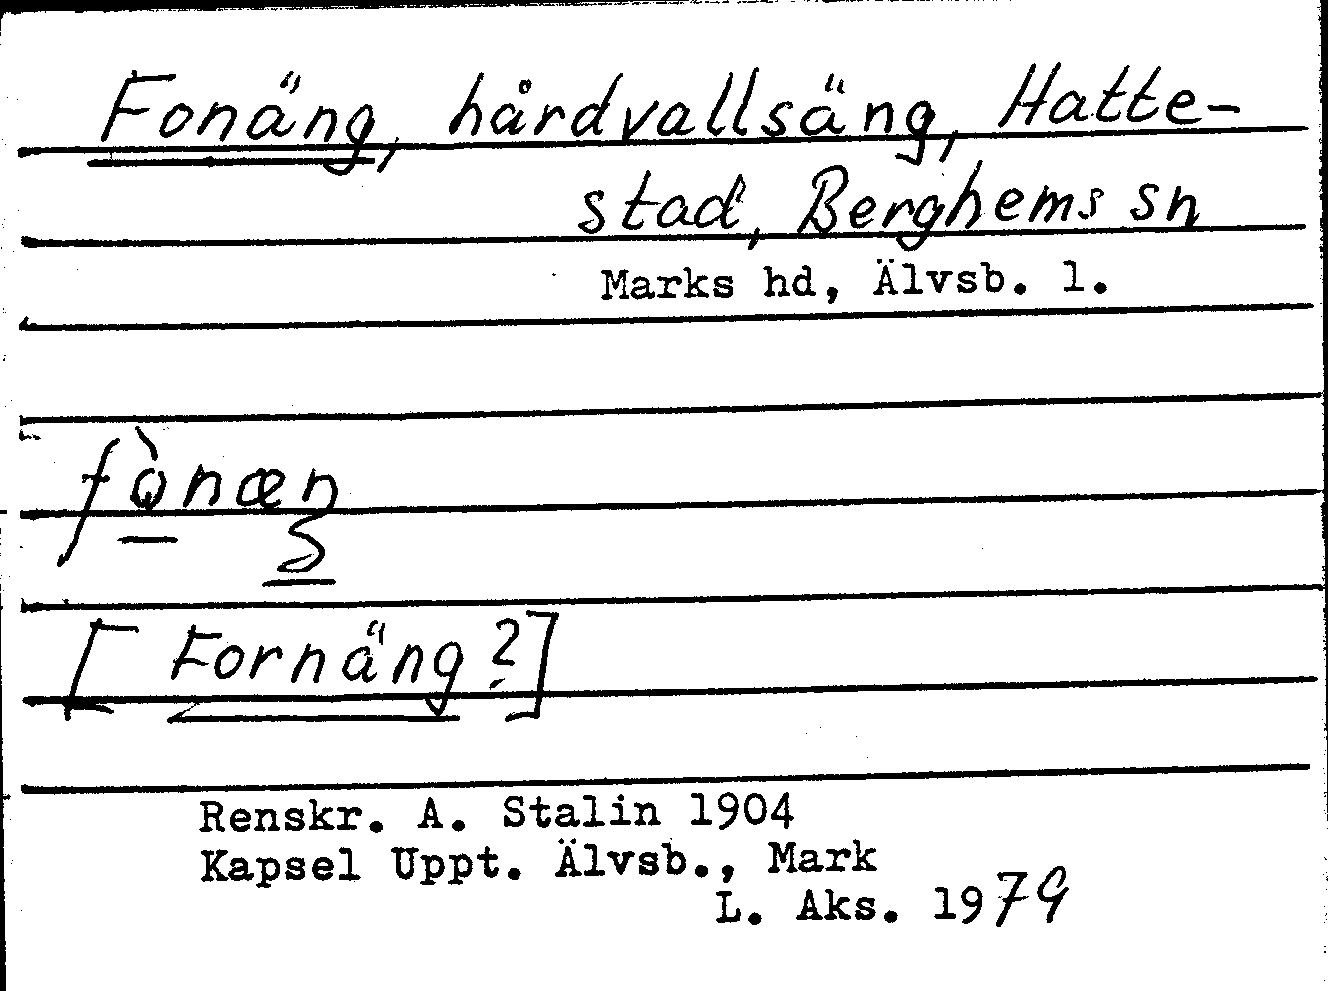 Fonäng, hårdvallsäng, Hatte-
stad, Berghems sn
Marks hd, Älvsb. l.
[Fornäng?]
Renskr. A. Stalin 1904
Kapsel Uppt. Älvsb., Mark
L. Aks. 1979